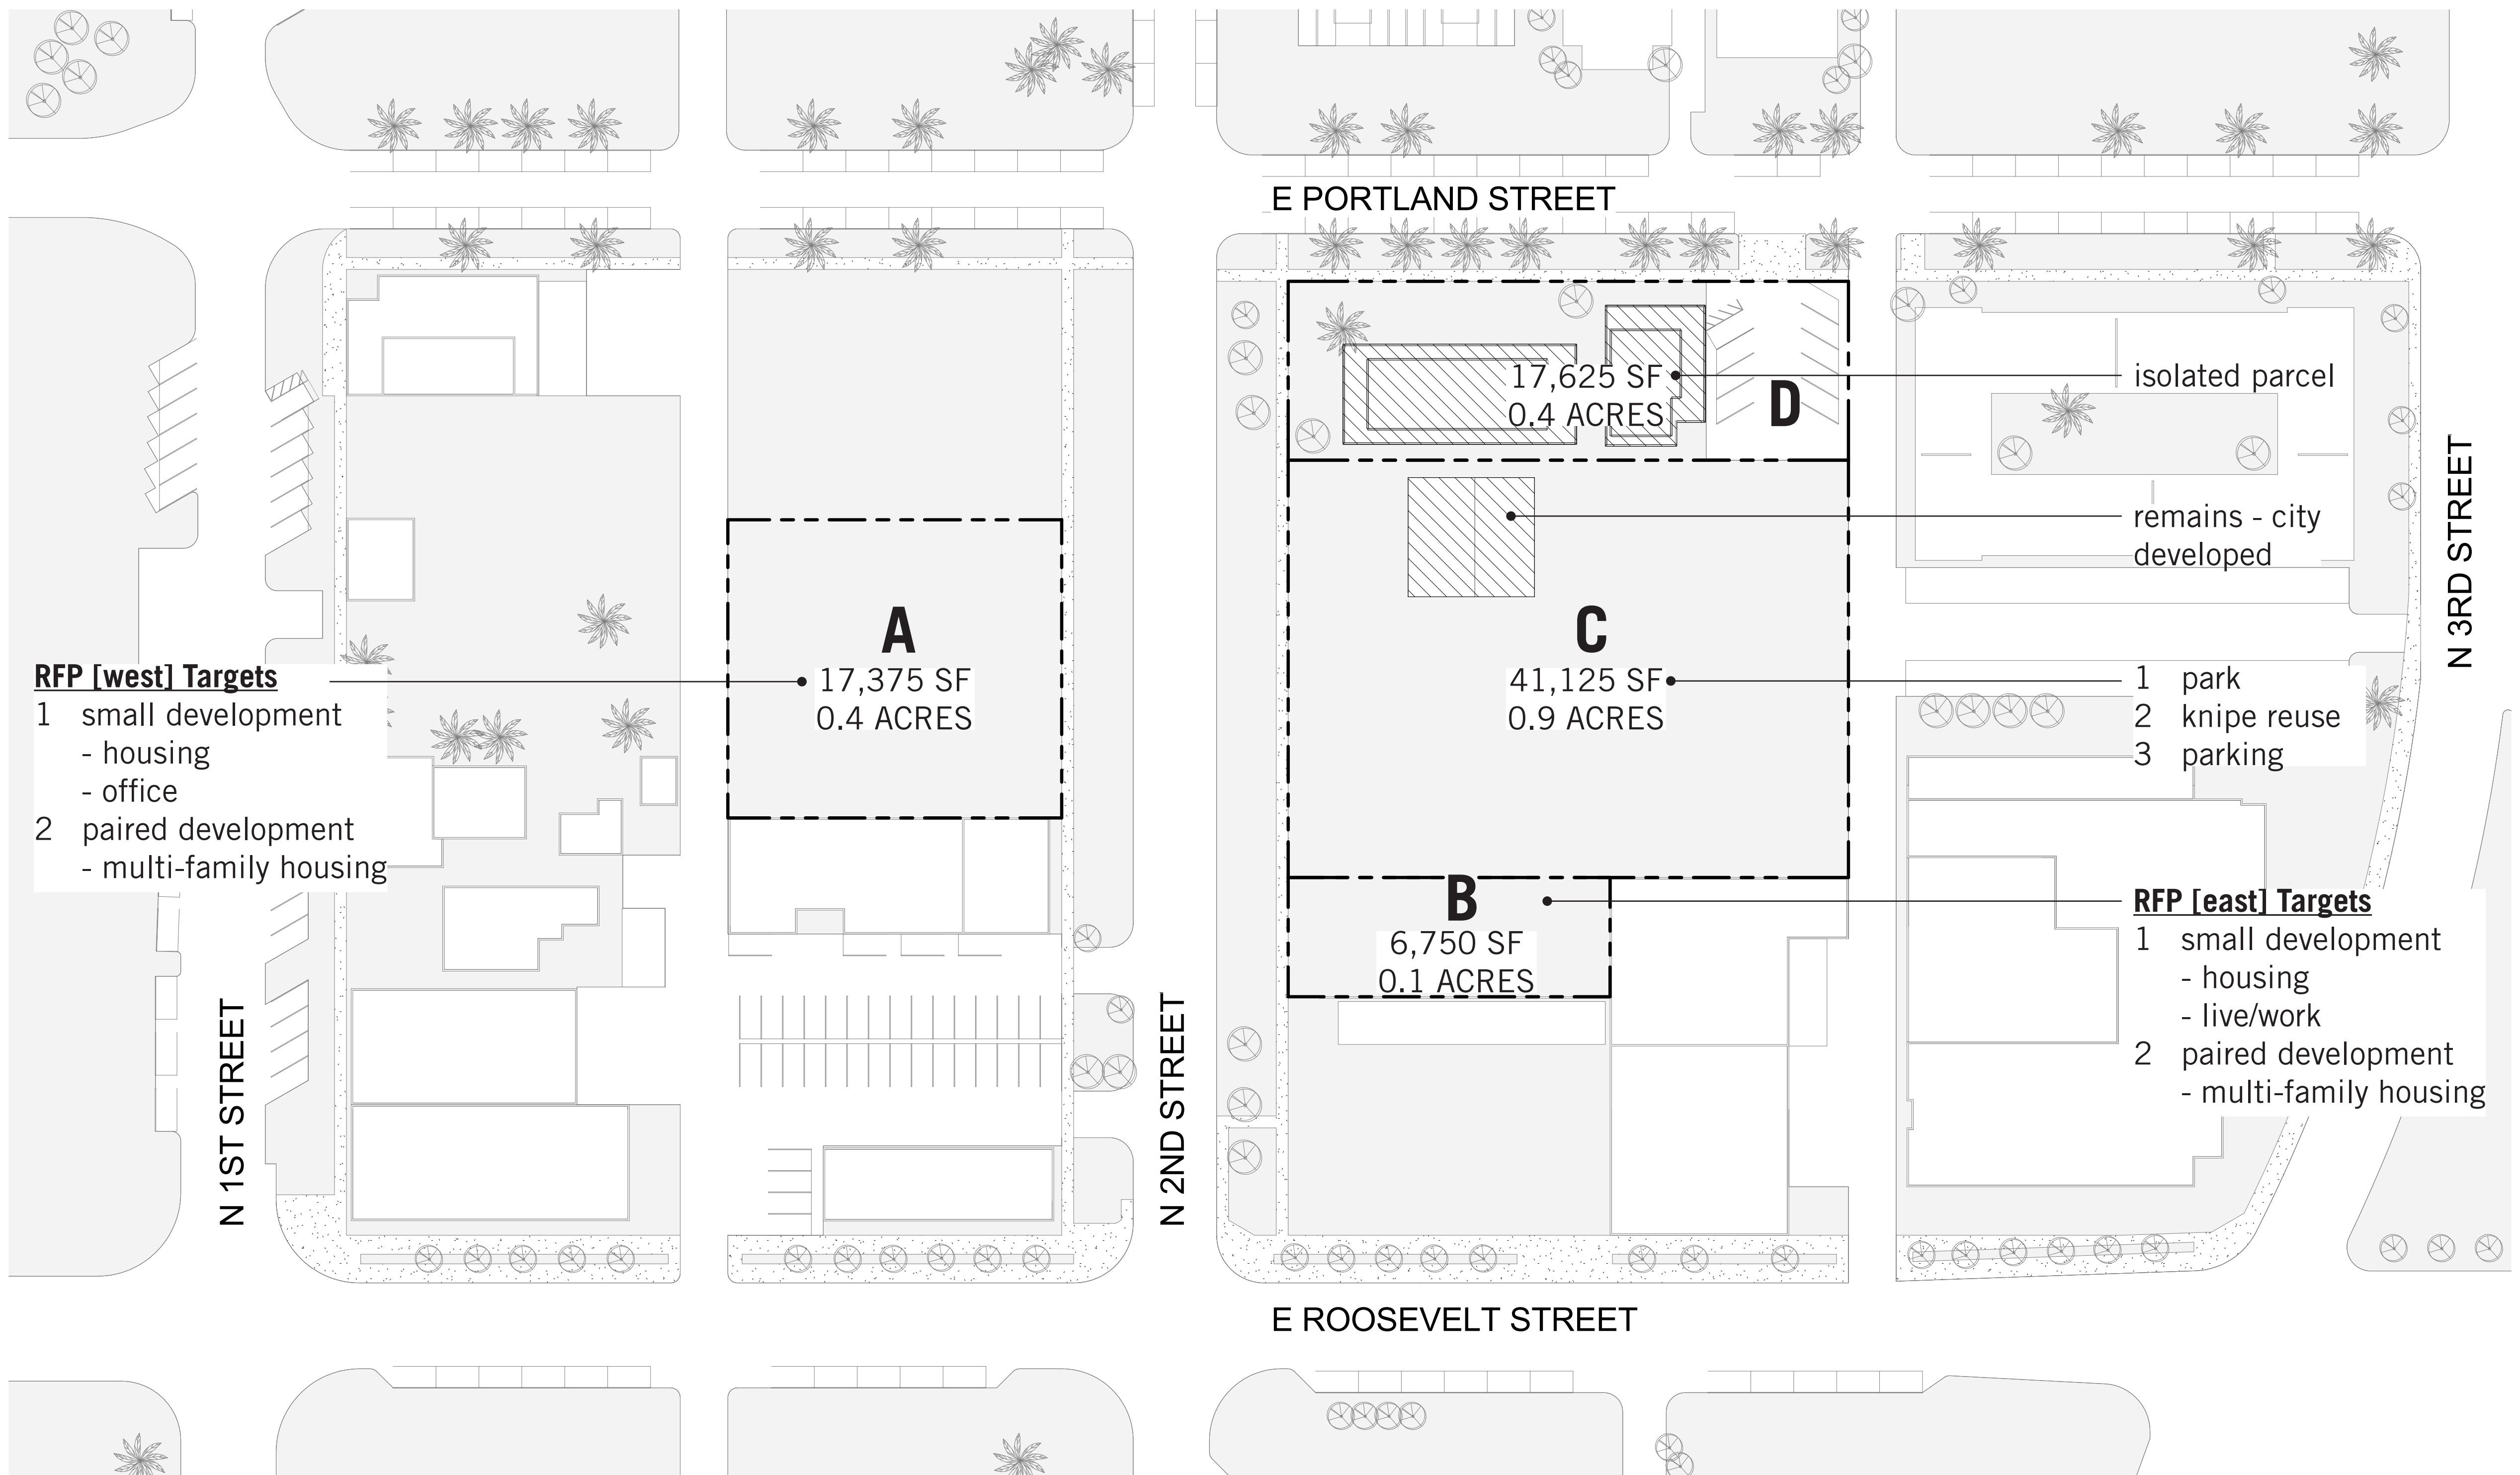 E PORTLAND STREET
17,625 SF
0.4 ACRES
D
isolated parcel
remains - city
developed
N 3RD STREET
A
17,375 SF
0.4 ACRES
C
41,125 SF
0.9 ACRES
1 park
2 knipe reuse
3 parking
RFP [west] Targets
1 small development
- housing
- office
2 paired development
- multi-family housing
B
6,750 SF
0.1 ACRES
RFP [east] Targets
1 small development
- housing
- live/work
2 paired development
- multi-family housing
N 1ST STREET
N 2ND STREET
E ROOSEVELT STREET